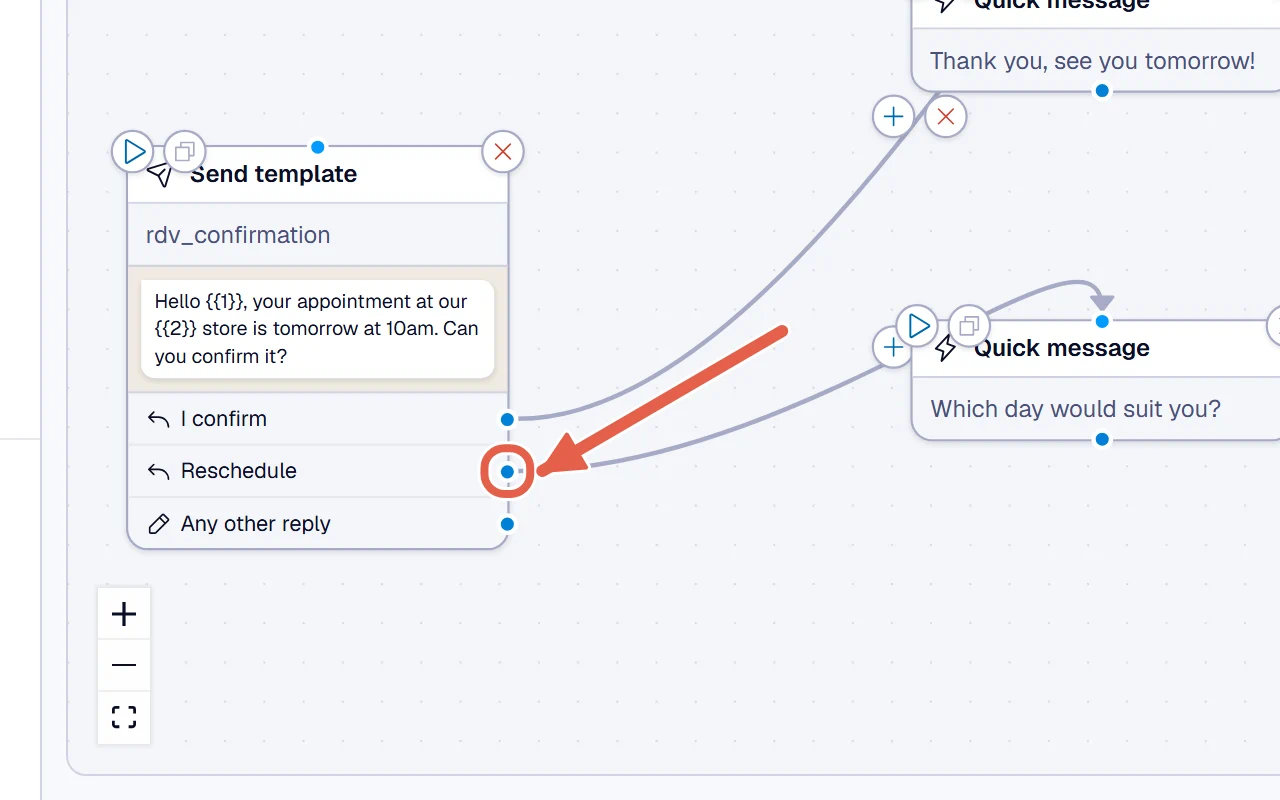 Quick message
Thank you, see you tomorrow!
Send template
rdv_confirmation
Hello {{1}}, your appointment at our
{{2}} store is tomorrow at 10am. Can
you confirm it?
I confirm
Reschedule
Any other reply
Quick message
Which day would suit you?